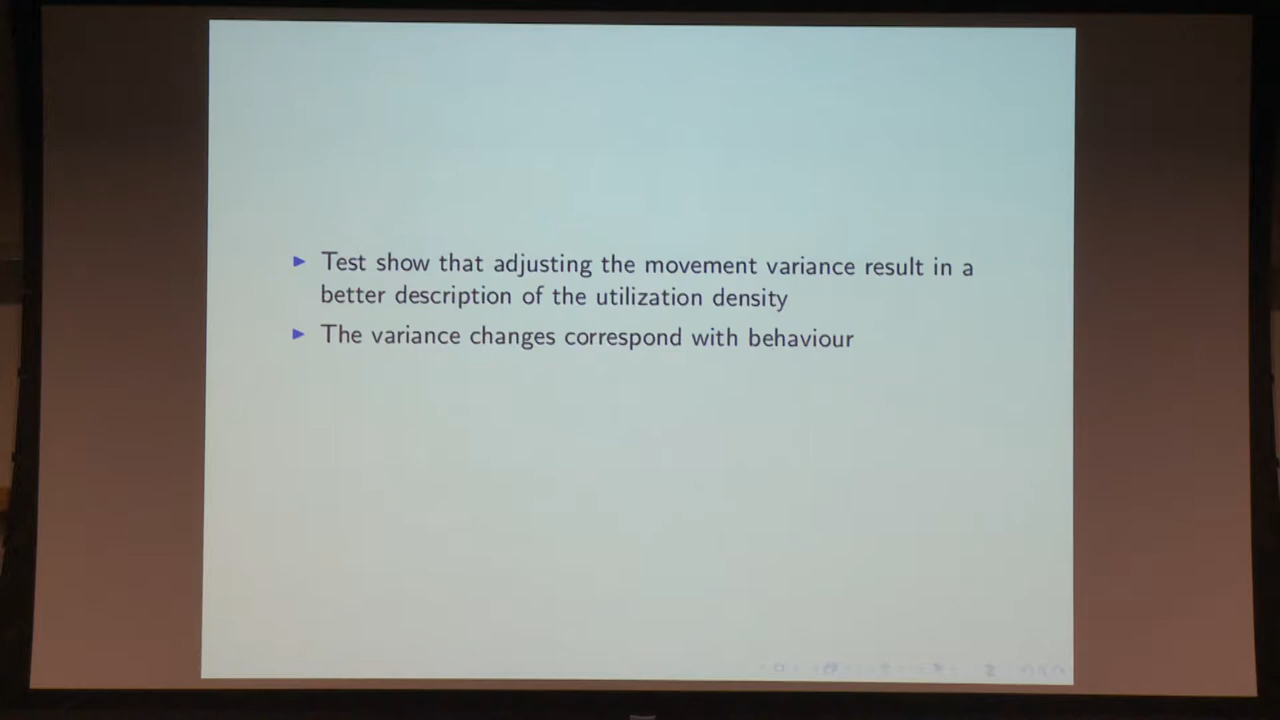 Test show that adjusting the movement variance result in a
better description of the utilization density
The variance changes correspond with behaviour